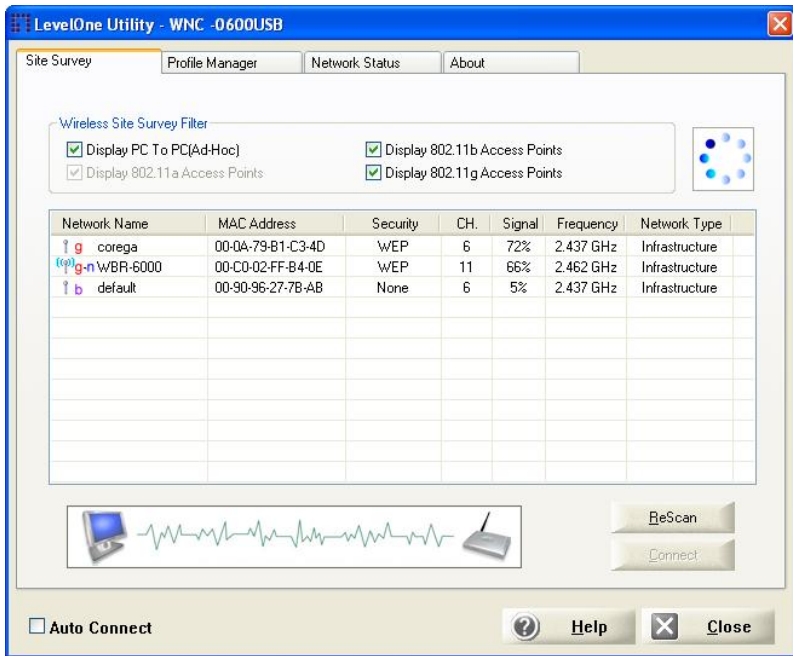 LevelOne Utility - WNC -0600USB
Site Survey Profile Manager Network Status About
Wireless Site Survey Filter
Display PC To PC(Ad-Hoc) Display 802.11b Access Points
Display 802.11a Access Points Display 802.11g Access Points
Network Name MAC Address Security CH. Signal Frequency Network Type
g corega 00-0A-79-B1-C3-4D WEP 6 72% 2.437 GHz Infrastructure
g-n WBR-6000 00-C0-02-FF-B4-0E WEP 11 66% 2.462 GHz Infrastructure
b default 00-90-96-27-7B-AB None 6 5% 2.437 GHz Infrastructure
ReScan
Connect
Auto Connect Help Close